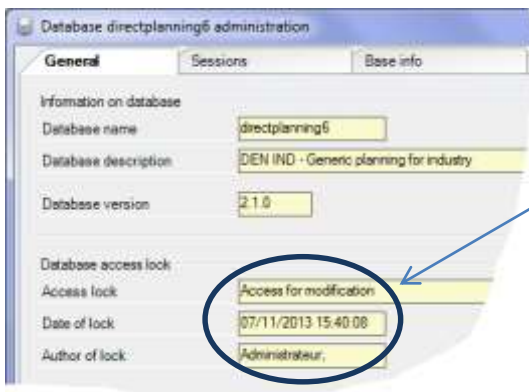 Database directplanning6 administration
General Sessions Base info
Information on database
Database name directplanning6
Database description DEN IND - Generic planning for industry
Database version 2.1.0
Database access lock
Access lock Access for modification
Date of lock 07/11/2013 15:40:08
Author of lock Administrateur,